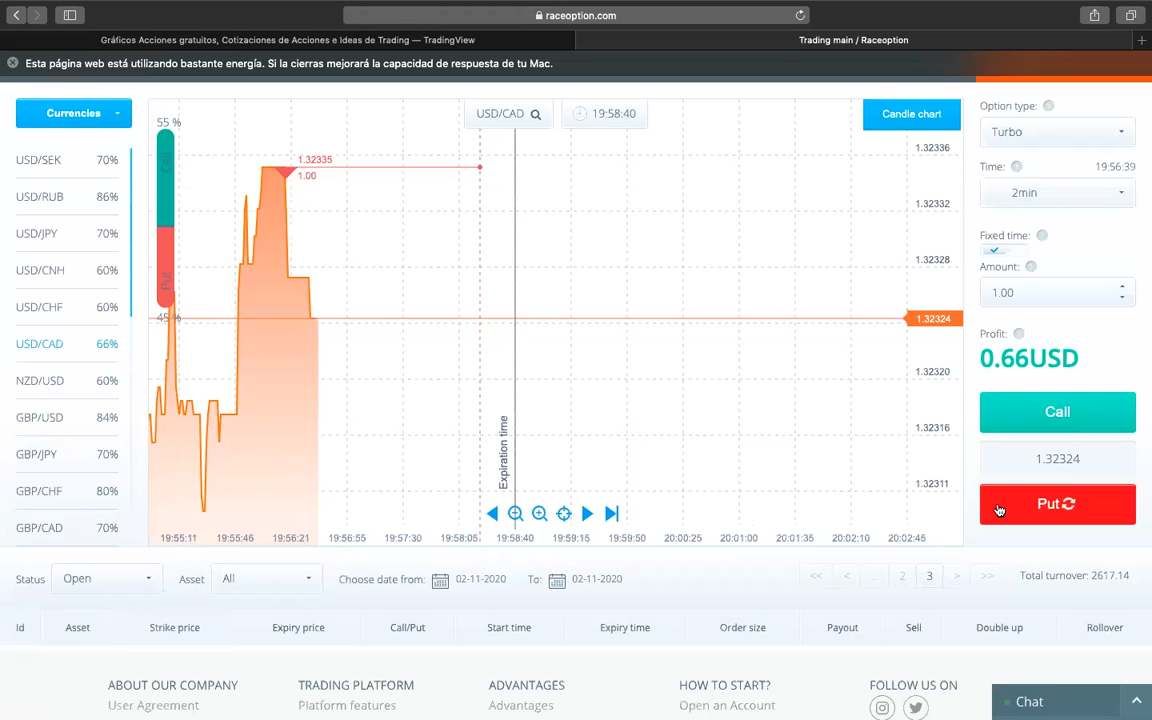 raceoption.com
Gráficos Acciones gratuitos, Cotizaciones de Acciones e Ideas de Trading — TradingView
Trading main / Raceoption
Esta página web está utilizando bastante energía. Si la cierras mejorará la capacidad de respuesta de tu Mac.
Currencies
USD/SEK 70%
USD/RUB 86%
USD/JPY 70%
USD/CNH 60%
USD/CHF 60%
USD/CAD 66%
NZD/USD 60%
GBP/USD 84%
GBP/JPY 70%
GBP/CHF 80%
GBP/CAD 70%
55 %
Call
Put
45 %
USD/CAD
19:58:40
Candle chart
1.32335
1.00
Expiration time
1.32336
1.32332
1.32328
1.32324
1.32320
1.32316
1.32311
19:55:11 19:55:46 19:56:21 19:56:55 19:57:30 19:58:05 19:58:40 19:59:15 19:59:50 20:00:25 20:01:00 20:01:35 20:02:10 20:02:45
Option type:
Turbo
Time: 19:56:39
2min
Fixed time:
Amount:
1.00
Profit:
0.66USD
Call
1.32324
Put
Status Open Asset All Choose date from: 02-11-2020 To: 02-11-2020 << < 2 3 > >> Total turnover: 2617.14
Id Asset Strike price Expiry price Call/Put Start time Expiry time Order size Payout Sell Double up Rollover
ABOUT OUR COMPANY TRADING PLATFORM ADVANTAGES HOW TO START? FOLLOW US ON
User Agreement Platform features Advantages Open an Account
Chat